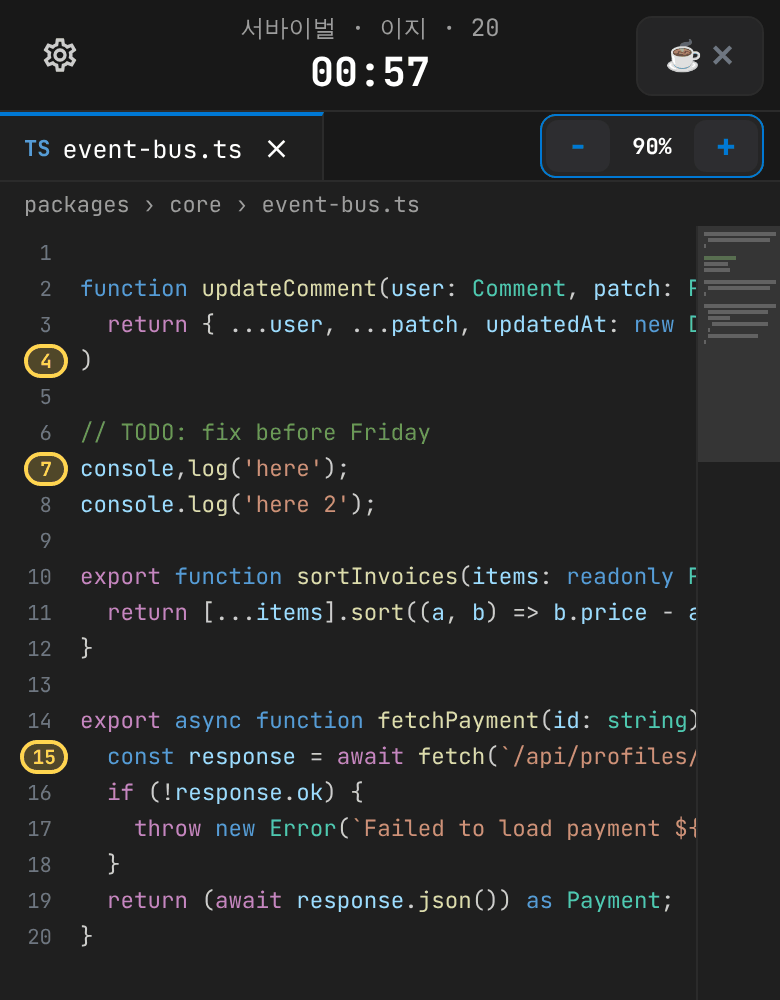 서바이벌 · 이지 · 20
00:57
TS event-bus.ts ×
- 90% +
packages › core › event-bus.ts
1
2 function updateComment(user: Comment, patch:
3   return { ...user, ...patch, updatedAt: new
4 )
5
6 // TODO: fix before Friday
7 console,log('here');
8 console.log('here 2');
9
10 export function sortInvoices(items: readonly
11   return [...items].sort((a, b) => b.price - a
12 }
13
14 export async function fetchPayment(id: string)
15   const response = await fetch(`/api/profiles/
16   if (!response.ok) {
17     throw new Error(`Failed to load payment ${
18   }
19   return (await response.json()) as Payment;
20 }